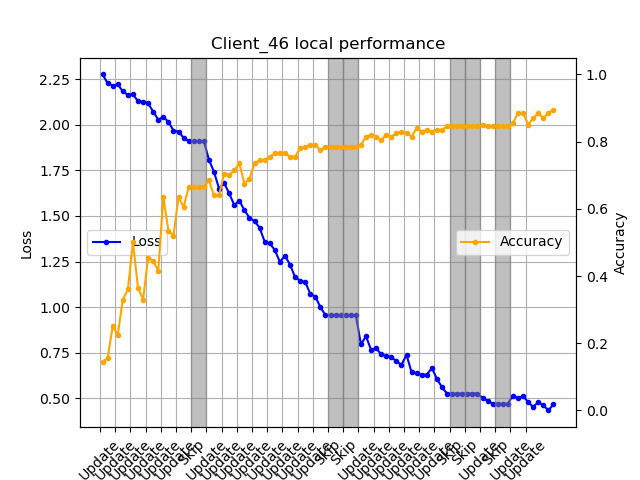 Client_46 local performance
2.25
2.00
1.75
1.50
1.25
1.00
0.75
0.50
Loss
Loss
Accuracy
1.0
0.8
0.6
0.4
0.2
0.0
Accuracy
Update
Update
Update
Update
Update
Update
Skip
Update
Update
Update
Update
Update
Update
Update
Update
Skip
Skip
Update
Update
Update
Update
Update
Update
Skip
Skip
Update
Skip
Update
Update